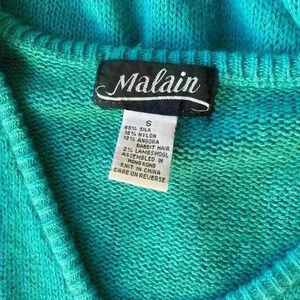 Malain
S
68% SILK
18% NYLON
12% ANGORA
RABBIT HAIR
2% LAMBSWOOL
ASSEMBLED IN
HONG KONG
KNIT IN CHINA
CARE ON REVERSE